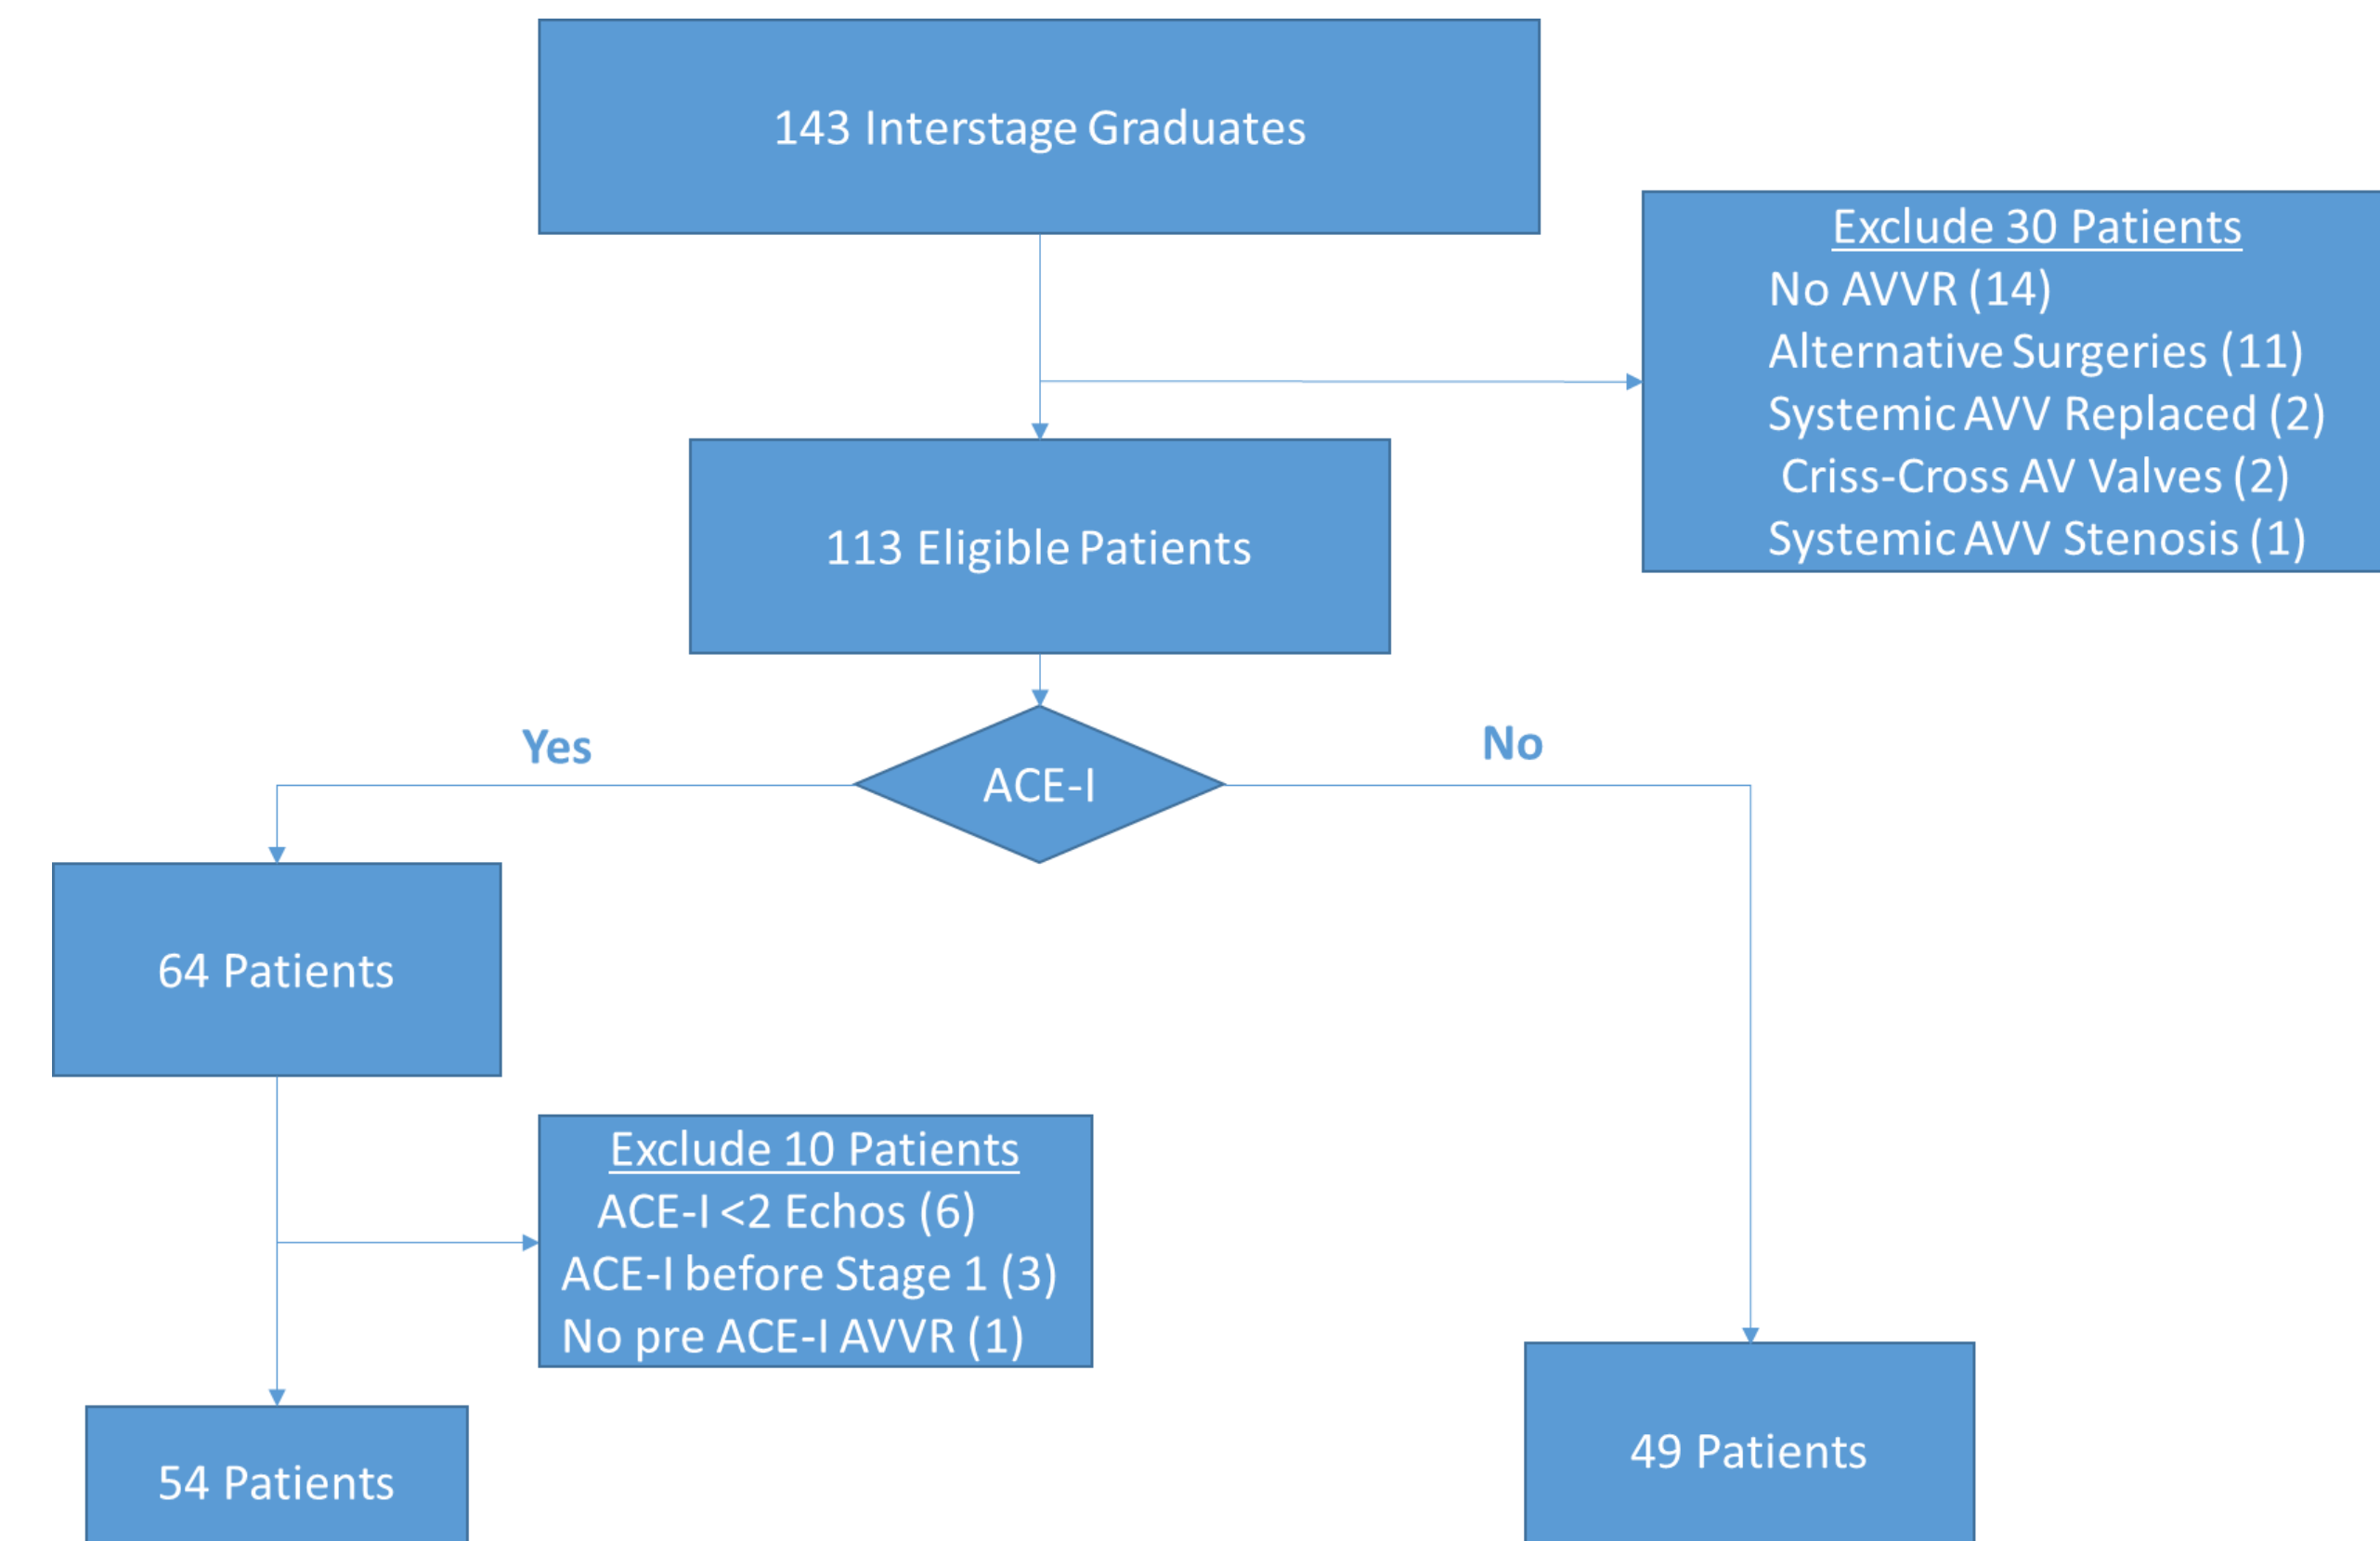 143 Interstage Graduates
Exclude 30 Patients
No AVVR (14)
Alternative Surgeries (11)
Systemic AVV Replaced (2)
Criss-Cross AV Valves (2)
Systemic AVV Stenosis (1)
113 Eligible Patients
Yes
No
ACE-I
64 Patients
Exclude 10 Patients
ACE-I <2 Echos (6)
ACE-I before Stage 1 (3)
No pre ACE-I AVVR (1)
54 Patients
49 Patients